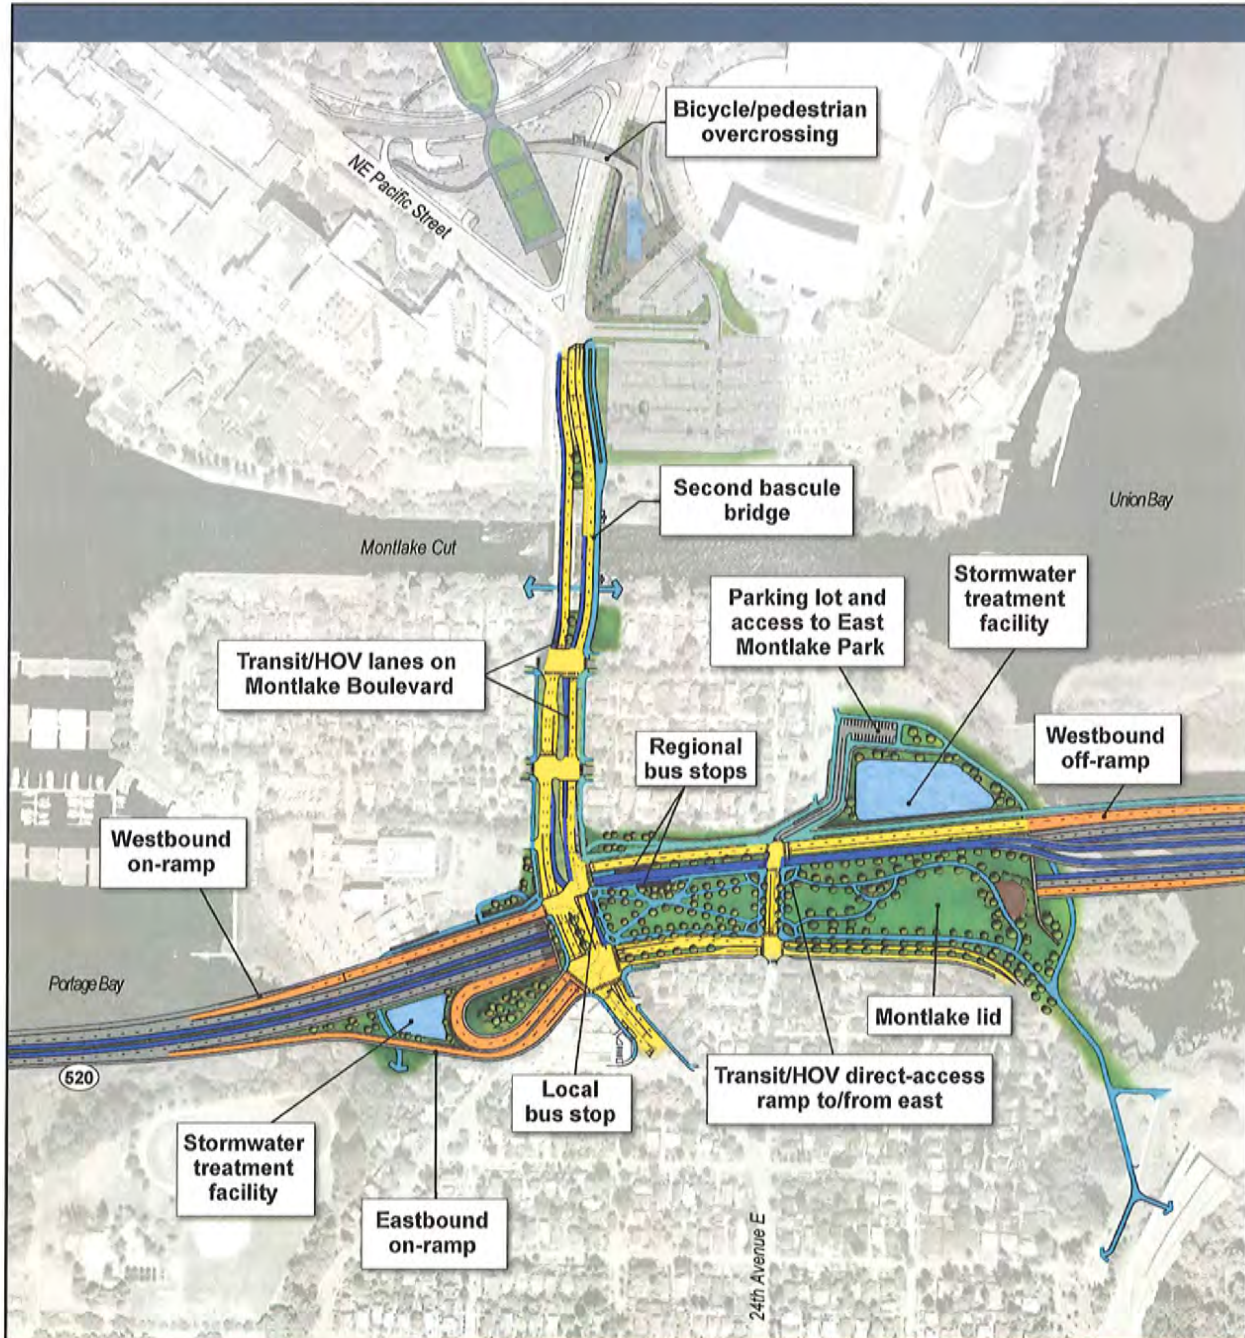 Bicycle/pedestrian
overcrossing
NE Pacific Street
Second bascule
bridge
Union Bay
Montlake Cut
Stormwater
treatment
facility
Parking lot and
access to East
Montlake Park
Transit/HOV lanes on
Montlake Boulevard
Regional
bus stops
Westbound
off-ramp
Westbound
on-ramp
Portage Bay
Montlake lid
520
Local
bus stop
Transit/HOV direct-access
ramp to/from east
Stormwater
treatment
facility
Eastbound
on-ramp
24th Avenue E